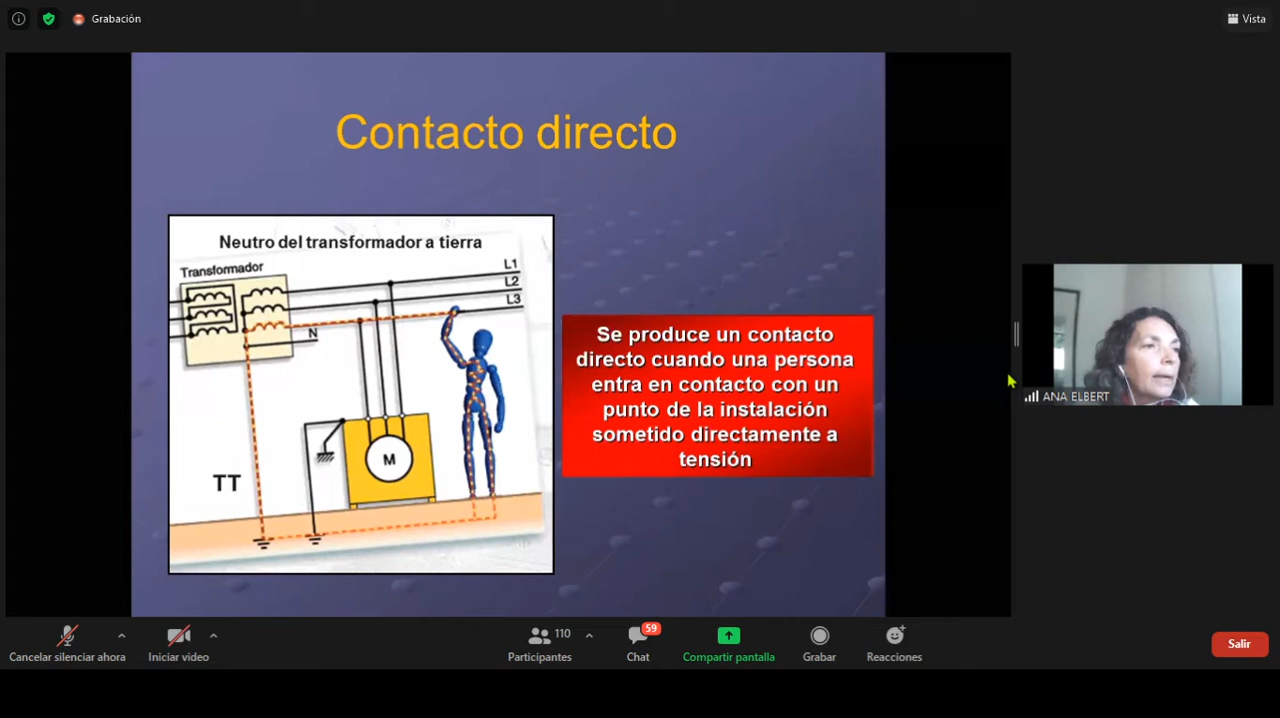 Grabación
Vista
Contacto directo
Neutro del transformador a tierra
Transformador
L1
L2
L3
N
M
TT
Se produce un contacto
directo cuando una persona
entra en contacto con un
punto de la instalación
sometido directamente a
tensión
ANA ELBERT
Cancelar silenciar ahora
Iniciar video
110
Participantes
59
Chat
Compartir pantalla
Grabar
Reacciones
Salir